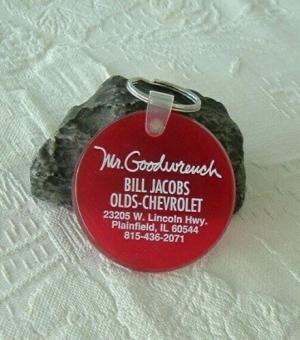 Mr. Goodwrench
BILL JACOBS
OLDS-CHEVROLET
23205 W. Lincoln Hwy.
Plainfield, IL 60544
815-436-2071